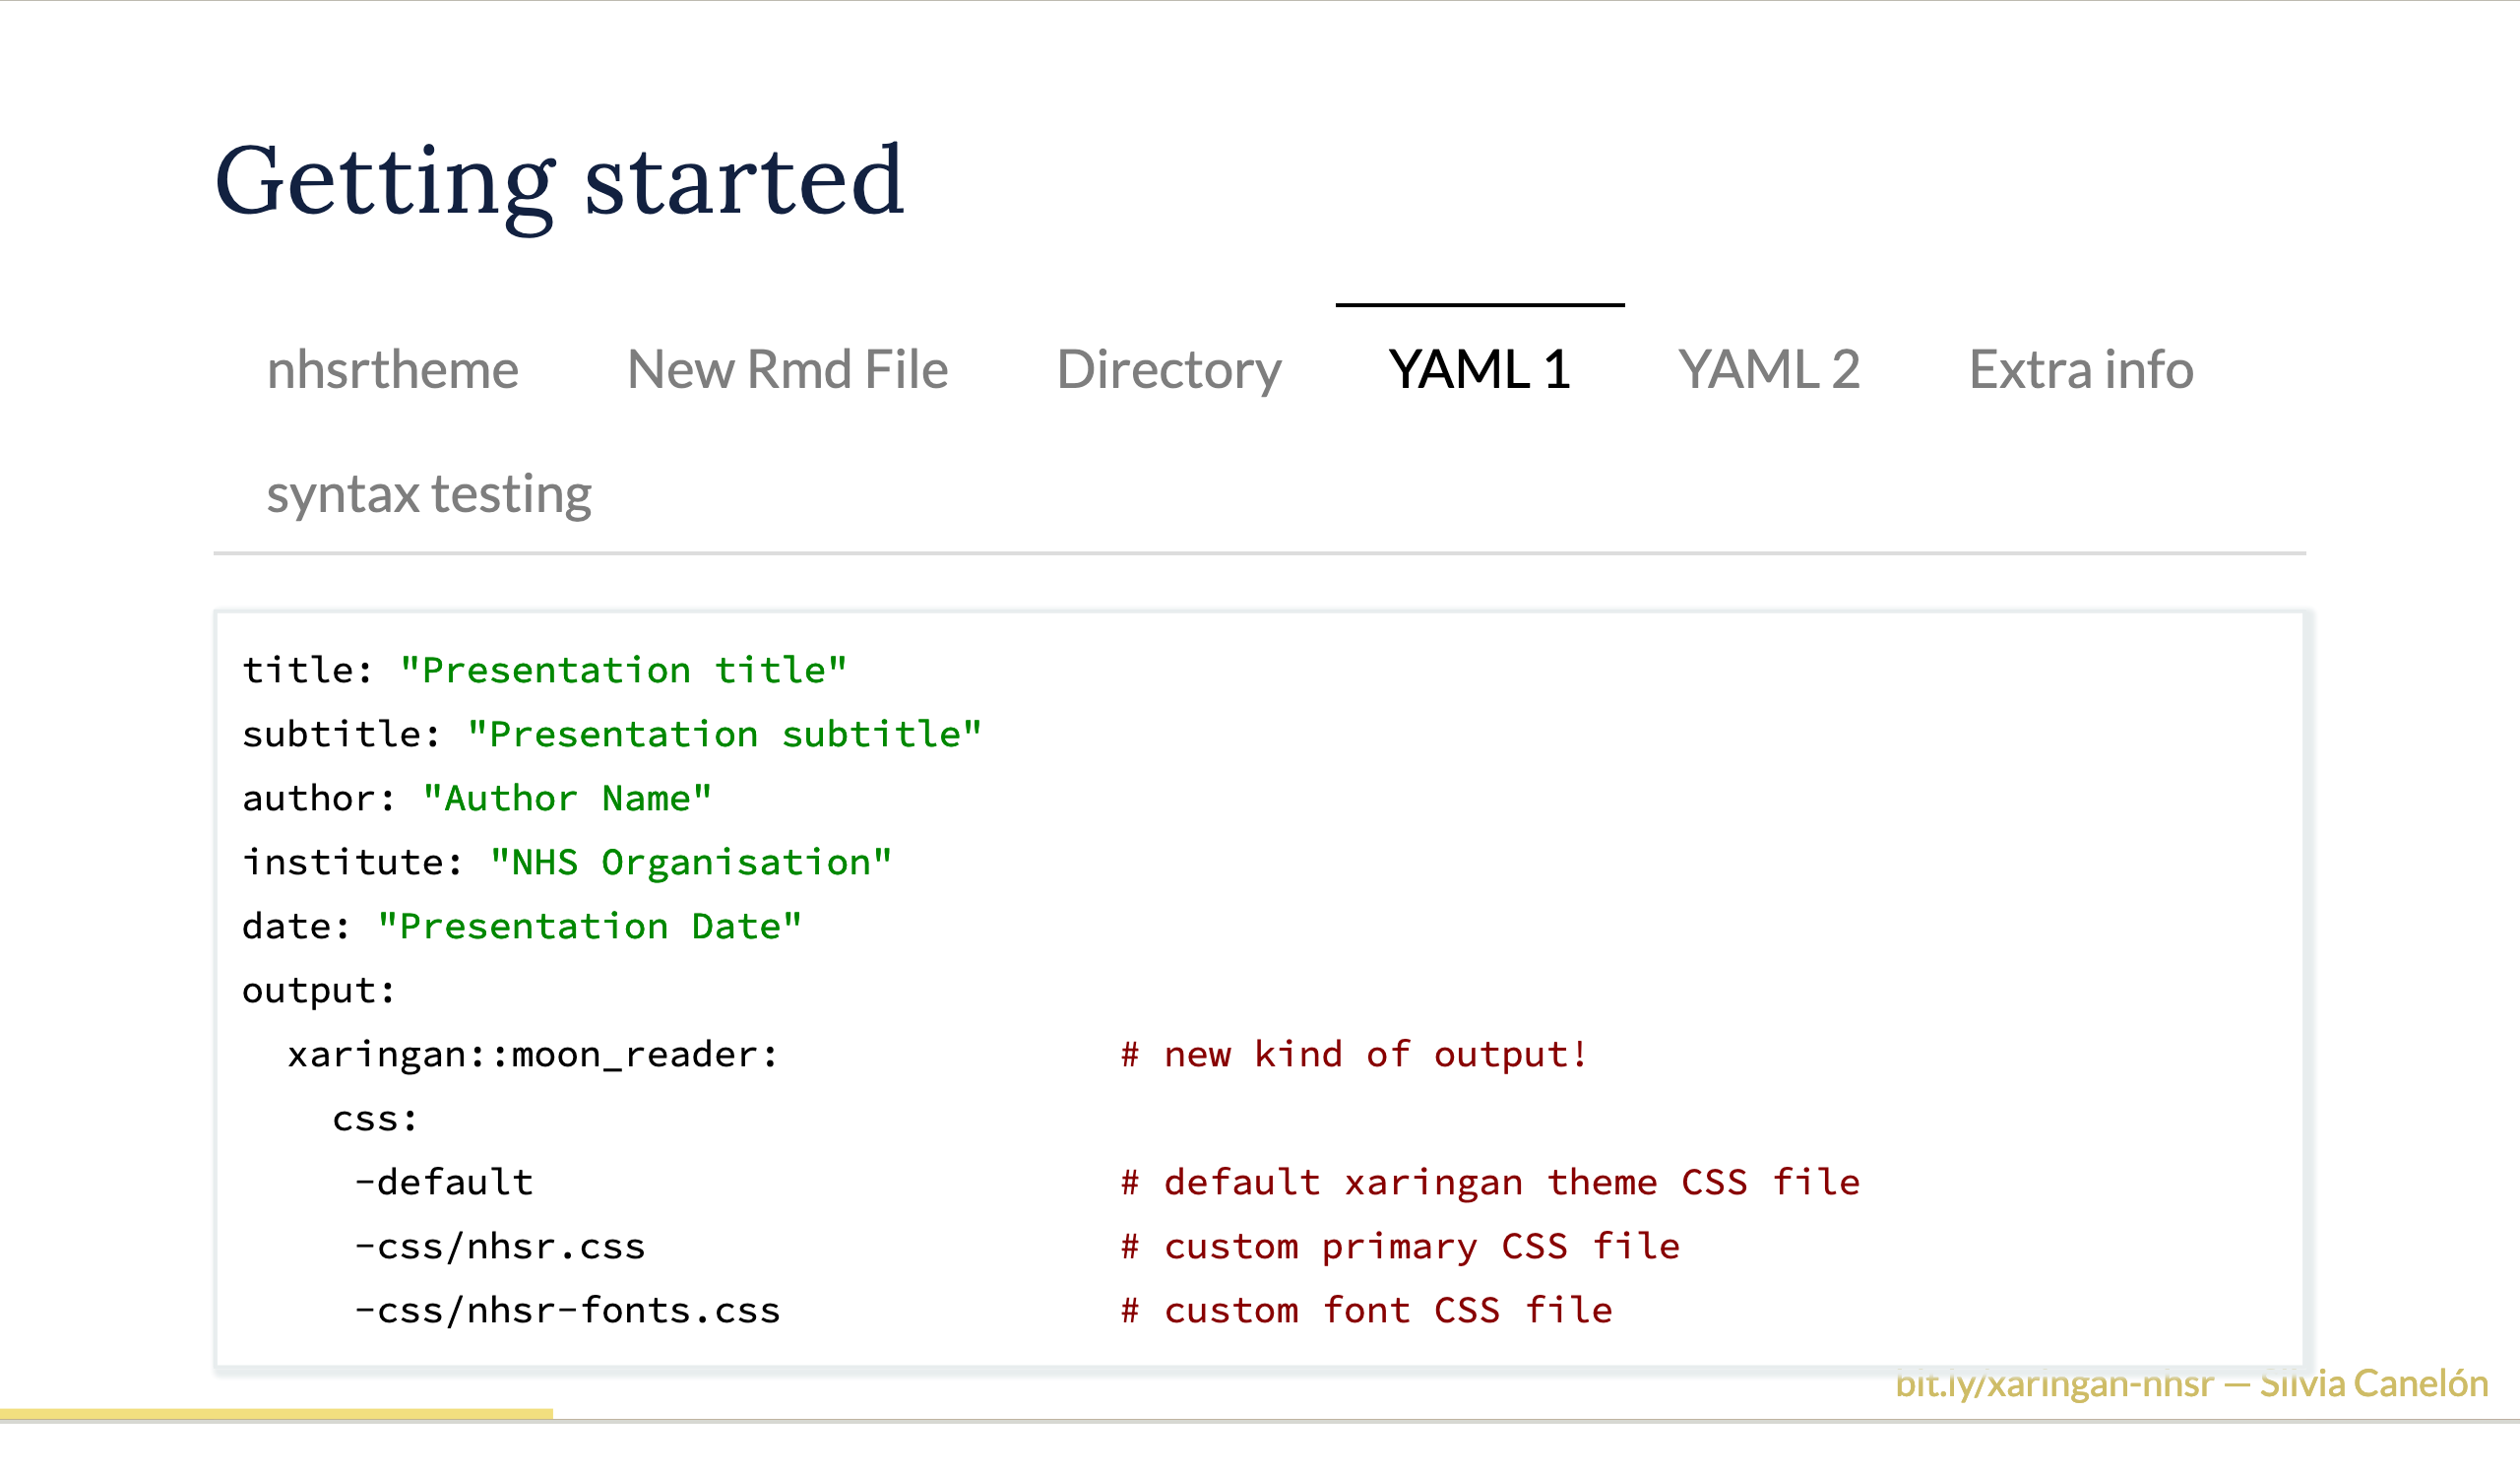 Getting started
nhsrtheme New Rmd File Directory YAML 1 YAML 2 Extra info
syntax testing
title: "Presentation title"
subtitle: "Presentation subtitle"
author: "Author Name"
institute: "NHS Organisation"
date: "Presentation Date"
output:
  xaringan::moon_reader:               # new kind of output!
    css:
     -default                          # default xaringan theme CSS file
     -css/nhsr.css                     # custom primary CSS file
     -css/nhsr-fonts.css               # custom font CSS file
bit.ly/xaringan-nhsr — Silvia Canelón